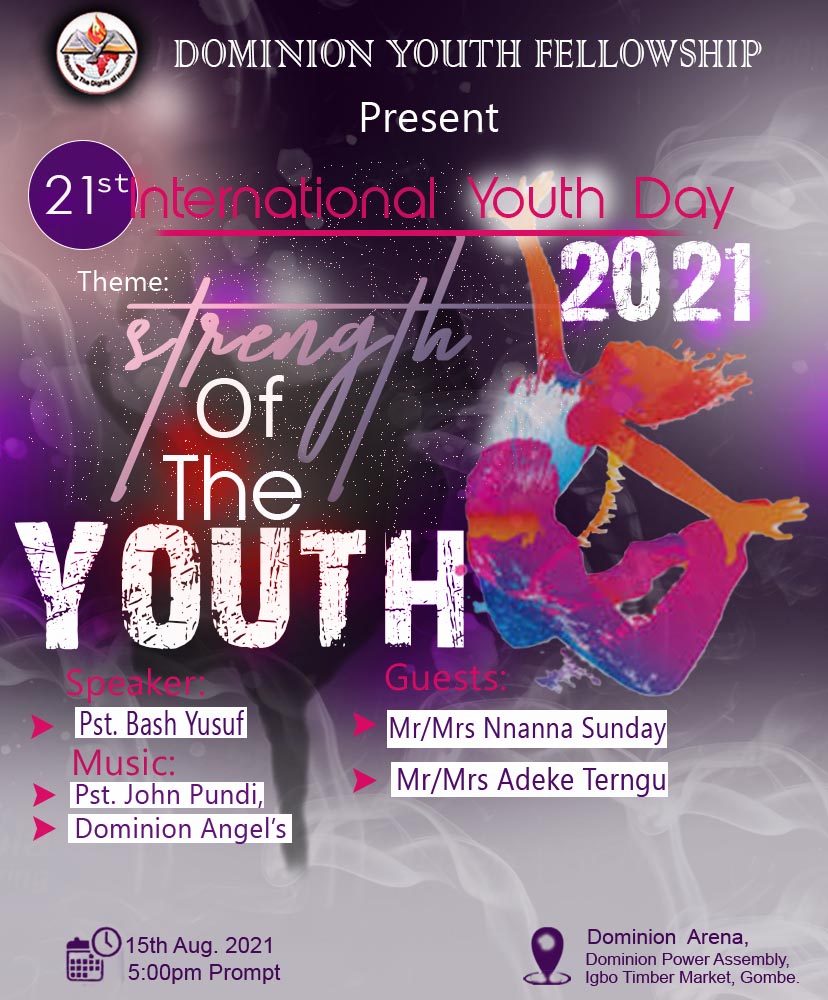 DOMINION YOUTH FELLOWSHIP
Present
21st International Youth Day
2021
Theme:
strength
Of
The
YOUTH
Speaker:
Pst. Bash Yusuf
Music:
Pst. John Pundi,
Dominion Angel's
Guests:
Mr/Mrs Nnanna Sunday
Mr/Mrs Adeke Terngu
15th Aug. 2021
5:00pm Prompt
Dominion Arena,
Dominion Power Assembly,
Igbo Timber Market, Gombe.